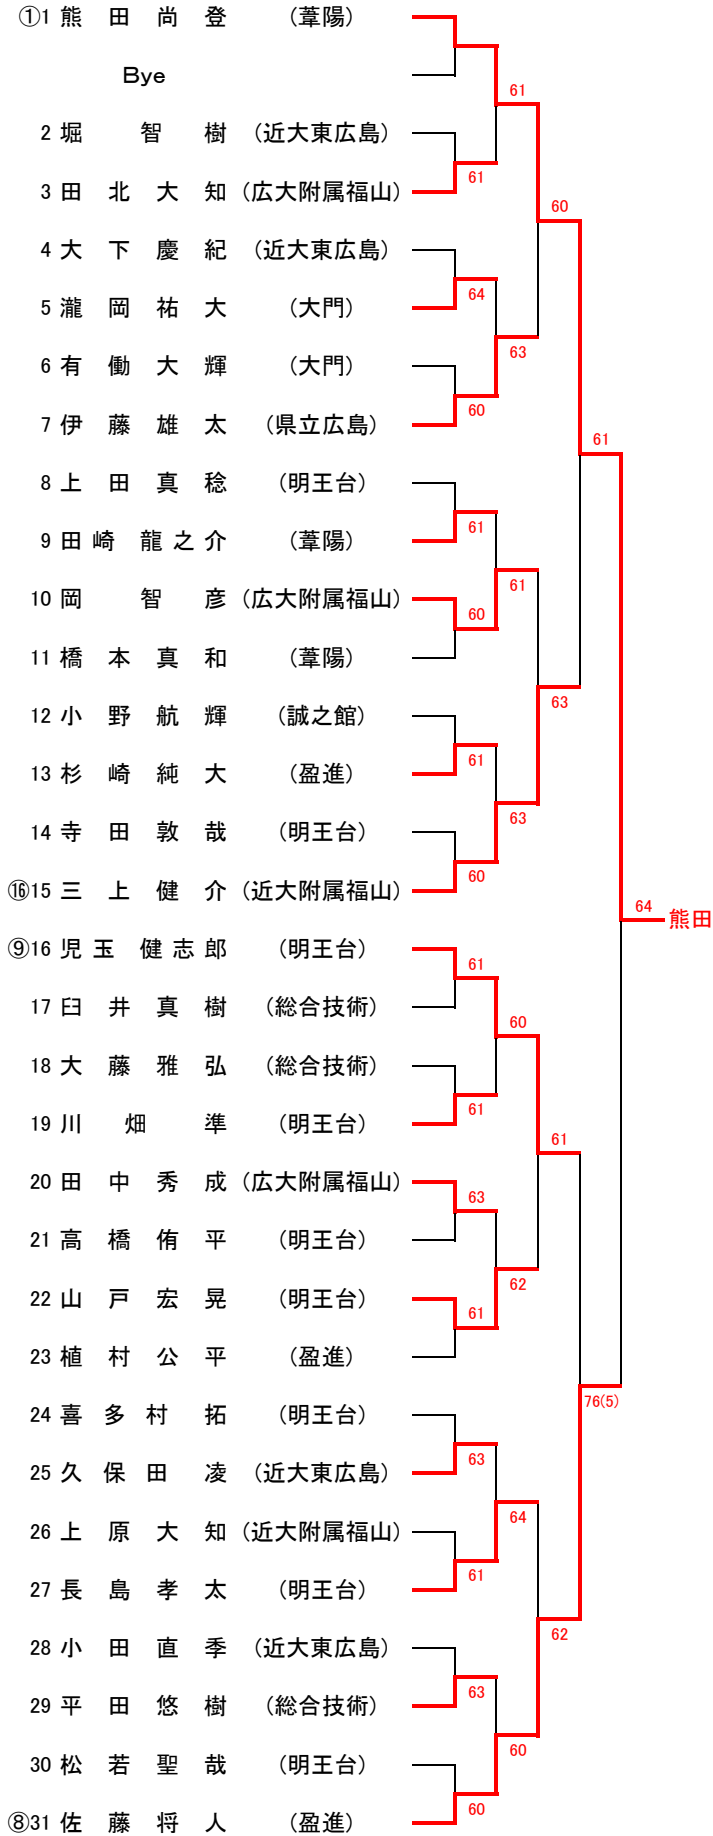 ①1 熊田尚登 (葦陽)
Bye
61
2 堀 智樹 (近大東広島)
61
3 田北大知 (広大附属福山)
60
4 大下慶紀 (近大東広島)
64
5 瀧岡祐大 (大門)
63
6 有働大輝 (大門)
60
7 伊藤雄太 (県立広島)
61
8 上田真稔 (明王台)
61
9 田崎龍之介 (葦陽)
61
10 岡 智彦 (広大附属福山)
60
11 橋本真和 (葦陽)
63
12 小野航輝 (誠之館)
61
13 杉崎純大 (盈進)
63
14 寺田敦哉 (明王台)
60
⑯15 三上健介 (近大附属福山)
64
熊田
⑨16 児玉健志郎 (明王台)
61
17 臼井真樹 (総合技術)
60
18 大藤雅弘 (総合技術)
61
19 川畑準 (明王台)
61
20 田中秀成 (広大附属福山)
63
21 高橋侑平 (明王台)
62
22 山戸宏晃 (明王台)
61
23 植村公平 (盈進)
76(5)
24 喜多村拓 (明王台)
63
25 久保田凌 (近大東広島)
64
26 上原大知 (近大附属福山)
61
27 長島孝太 (明王台)
62
28 小田直季 (近大東広島)
63
29 平田悠樹 (総合技術)
60
30 松若聖哉 (明王台)
60
⑧31 佐藤将人 (盈進)